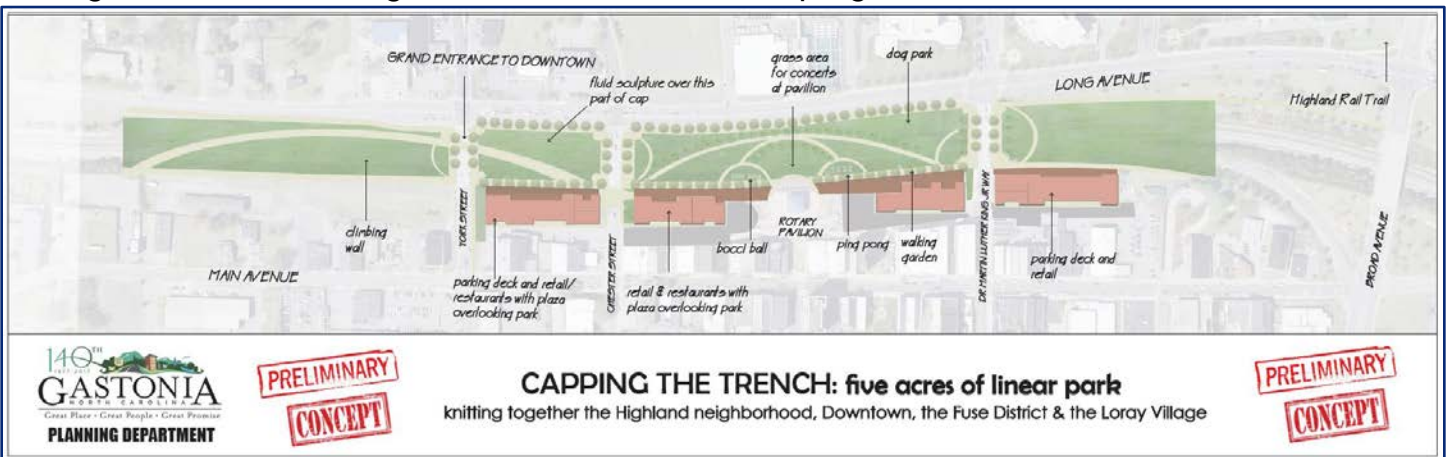 GRAND ENTRANCE TO DOWNTOWN
fluid sculpture over this
part of cap
grass area
for concerts
at pavilion
dog park
LONG AVENUE
Highland Rail Trail
climbing
wall
YORK STREET
CHESTER STREET
bocci ball
ROTARY
PAVILION
ping pong
walking
garden
DR MARTIN LUTHER KING JR WAY
parking deck and
retail
BROAD AVENUE
MAIN AVENUE
parking deck and retail/
restaurants with plaza
overlooking park
retail & restaurants with
plaza overlooking park
140TH
1877-2017
GASTONIA
NORTH CAROLINA
Great Place • Great People • Great Promise
PLANNING DEPARTMENT
PRELIMINARY
CONCEPT
CAPPING THE TRENCH: five acres of linear park
knitting together the Highland neighborhood, Downtown, the Fuse District & the Loray Village
PRELIMINARY
CONCEPT